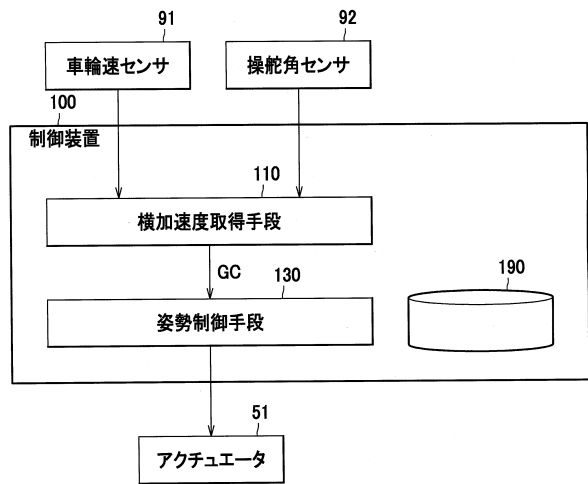 91
92
車輪速センサ
操舵角センサ
100
制御装置
110
横加速度取得手段
GC
130
190
姿勢制御手段
51
アクチュエータ